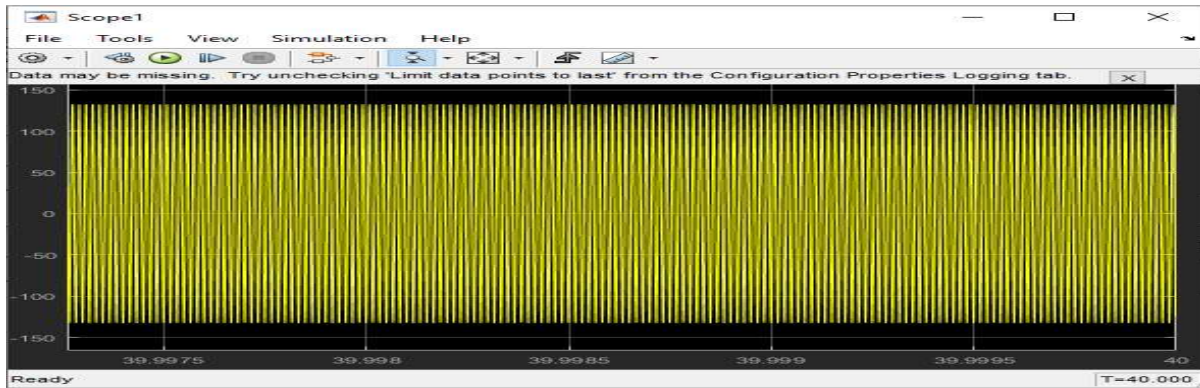 Scope1
File Tools View Simulation Help
Data may be missing. Try unchecking 'Limit data points to last' from the Configuration Properties Logging tab.
150
100
50
0
-50
-100
-150
39.9975 39.998 39.9985 39.999 39.9995 40
Ready T=40.000